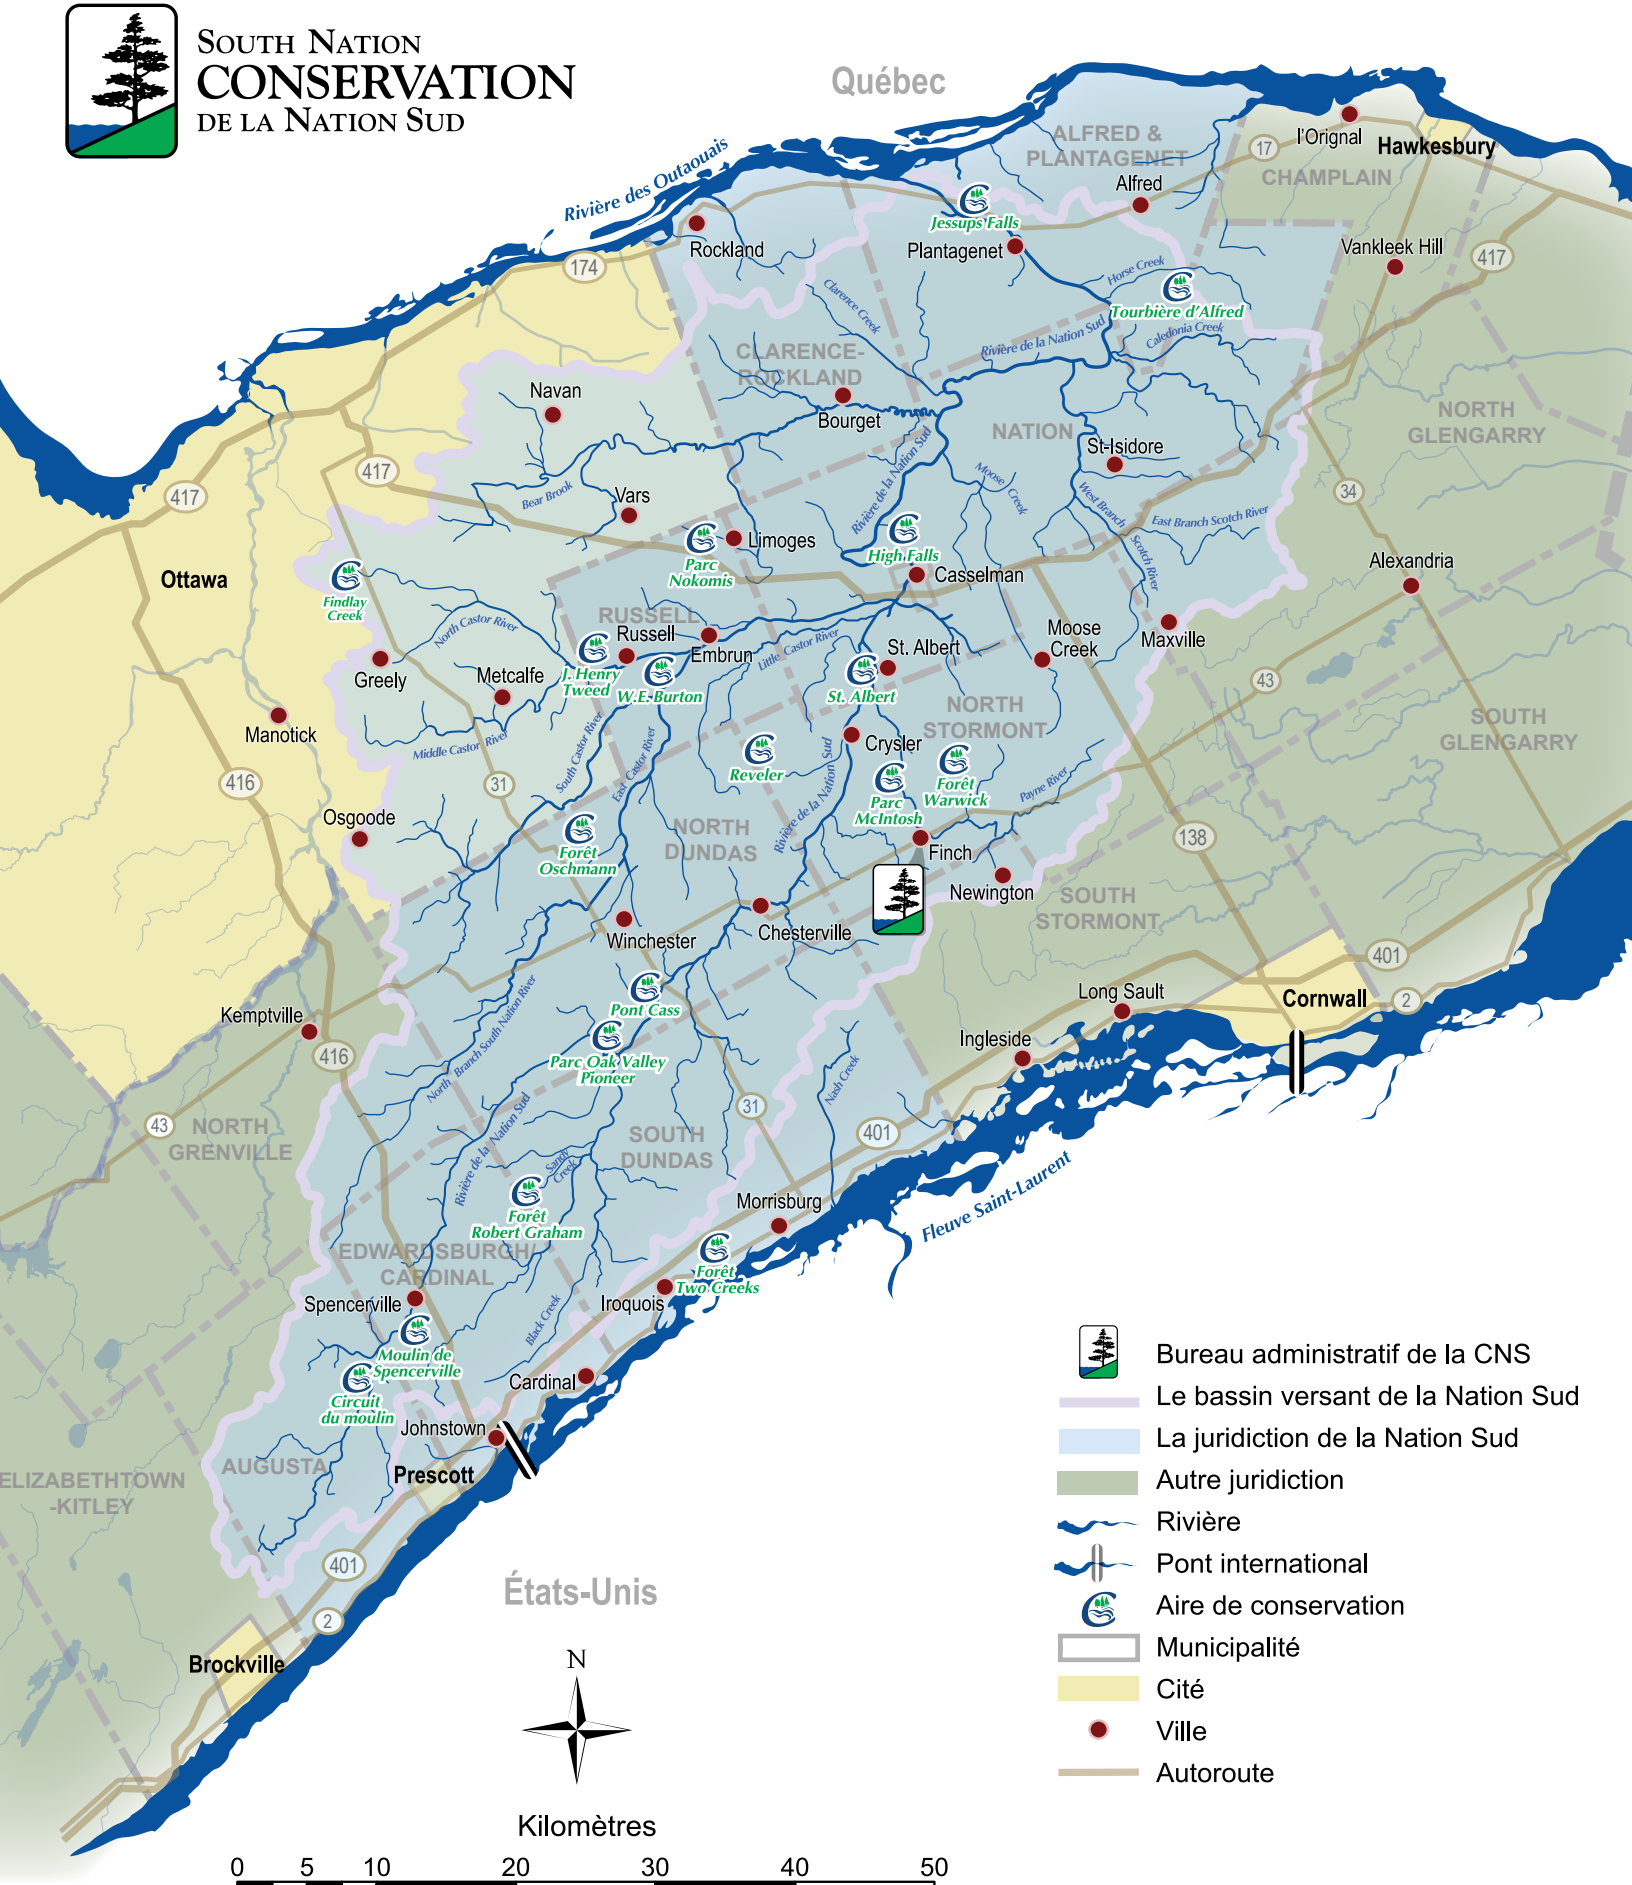 SOUTH NATION
CONSERVATION
DE LA NATION SUD
Québec
Rivière des Outaouais
ALFRED &
PLANTAGENET
l'Orignal
Hawkesbury
17
CHAMPLAIN
Alfred
Jessups Falls
Plantagenet
Rockland
174
Vankleek Hill
417
Horse Creek
Tourbière d'Alfred
Clarence Creek
Rivière de la Nation Sud
Caledonia Creek
CLARENCE-
ROCKLAND
Navan
Bourget
NATION
NORTH
GLENGARRY
St-Isidore
Rivière de la Nation Sud
417
417
Bear Brook
Vars
Moose Creek
West Branch
Scotch River
East Branch Scotch River
34
Limoges
Parc
Nokomis
High Falls
Casselman
Alexandria
Ottawa
Findlay
Creek
North Castor River
RUSSELL
Russell
Embrun
Little Castor River
St. Albert
Moose
Creek
Maxville
Greely
Metcalfe
J. Henry
Tweed
W.E. Burton
St. Albert
43
Manotick
Middle Castor River
South Castor River
East Castor River
NORTH
STORMONT
SOUTH
GLENGARRY
Crysler
Reveler
Rivière de la Nation Sud
Parc
McIntosh
Forêt
Warwick
Payne River
416
31
Osgoode
Forêt
Oschmann
NORTH
DUNDAS
Finch
138
Newington
SOUTH
STORMONT
Winchester
Chesterville
401
Long Sault
Cornwall
2
Kemptville
Pont Cass
North Branch South Nation River
Parc Oak Valley
Pioneer
Ingleside
416
Nash Creek
31
43
NORTH
GRENVILLE
Rivière de la Nation Sud
SOUTH
DUNDAS
401
Sandy
Creek
Fleuve Saint-Laurent
Forêt
Robert Graham
Morrisburg
EDWARDSBURGH/
CARDINAL
Forêt
Two Creeks
Spencerville
Iroquois
Black Creek
Moulin de
Spencerville
Circuit
du moulin
Cardinal
Johnstown
Prescott
AUGUSTA
ELIZABETHTOWN
-KITLEY
401
2
Brockville
États-Unis
Bureau administratif de la CNS
Le bassin versant de la Nation Sud
La juridiction de la Nation Sud
Autre juridiction
Rivière
Pont international
Aire de conservation
Municipalité
Cité
Ville
Autoroute
N
Kilomètres
0 5 10 20 30 40 50